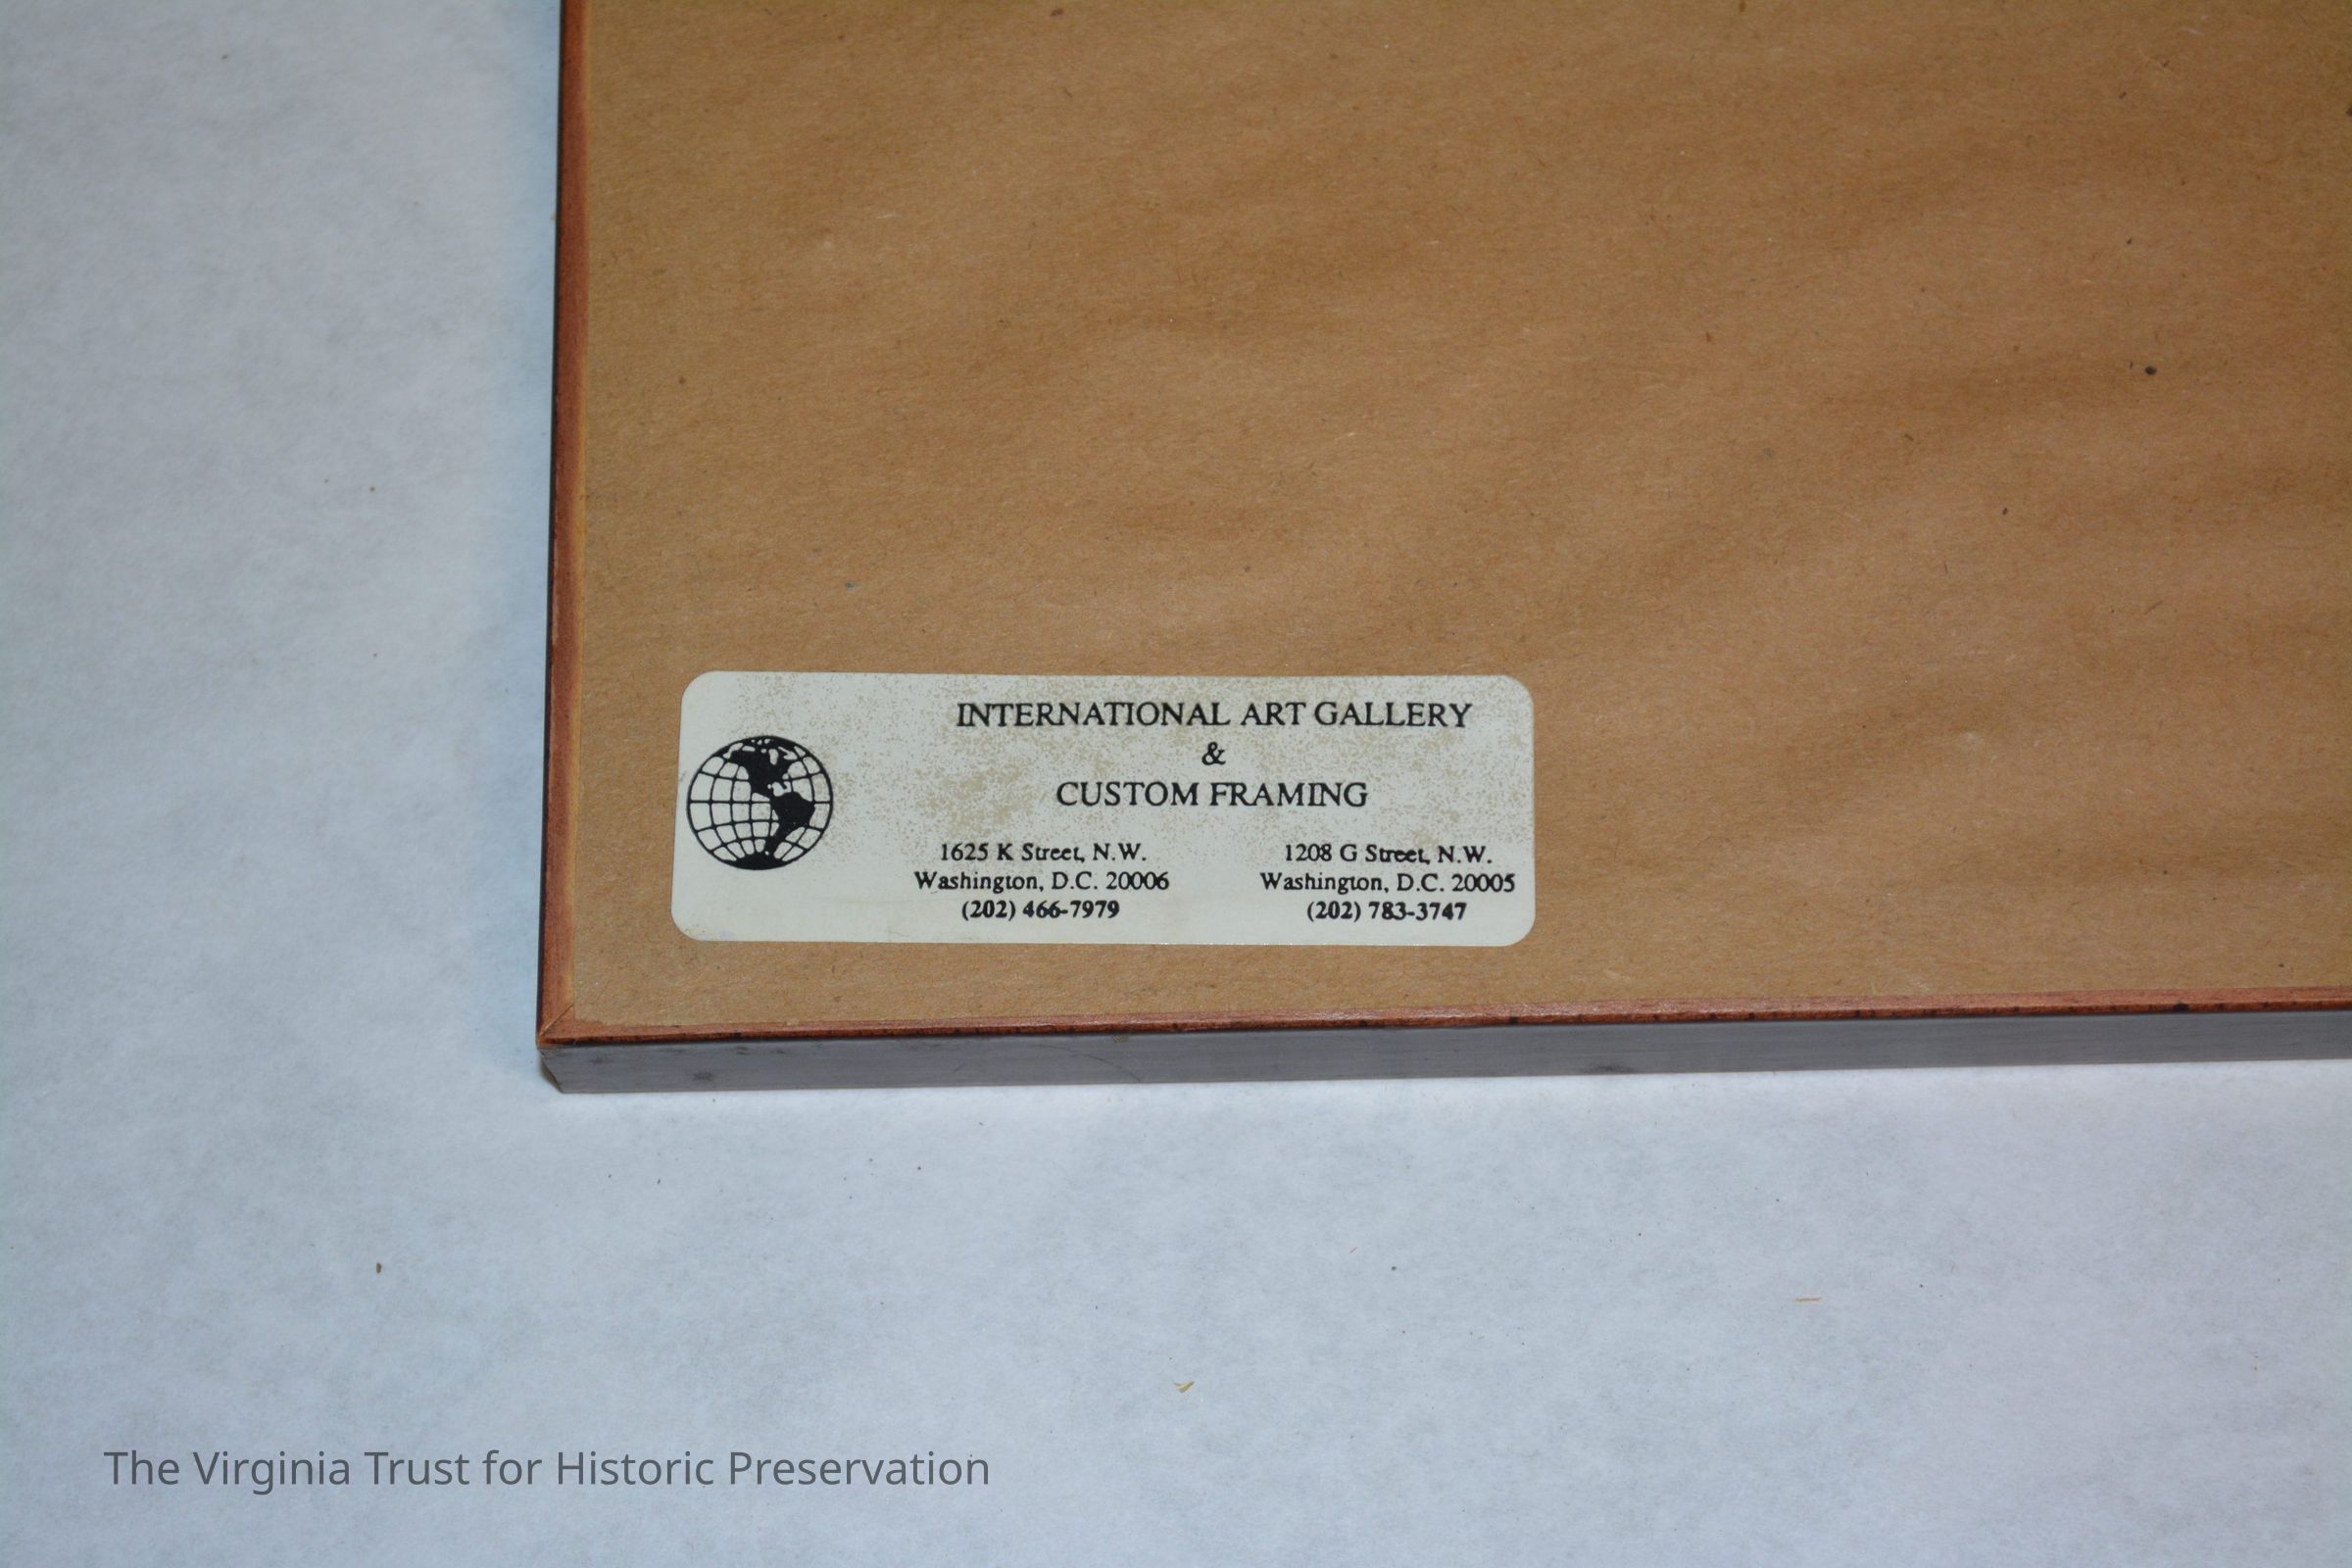 INTERNATIONAL ART GALLERY
&
CUSTOM FRAMING
1625 K Street, N.W.
Washington, D.C. 20006
(202) 466-7979
1208 G Street, N.W.
Washington, D.C. 20005
(202) 783-3747
The Virginia Trust for Historic Preservation